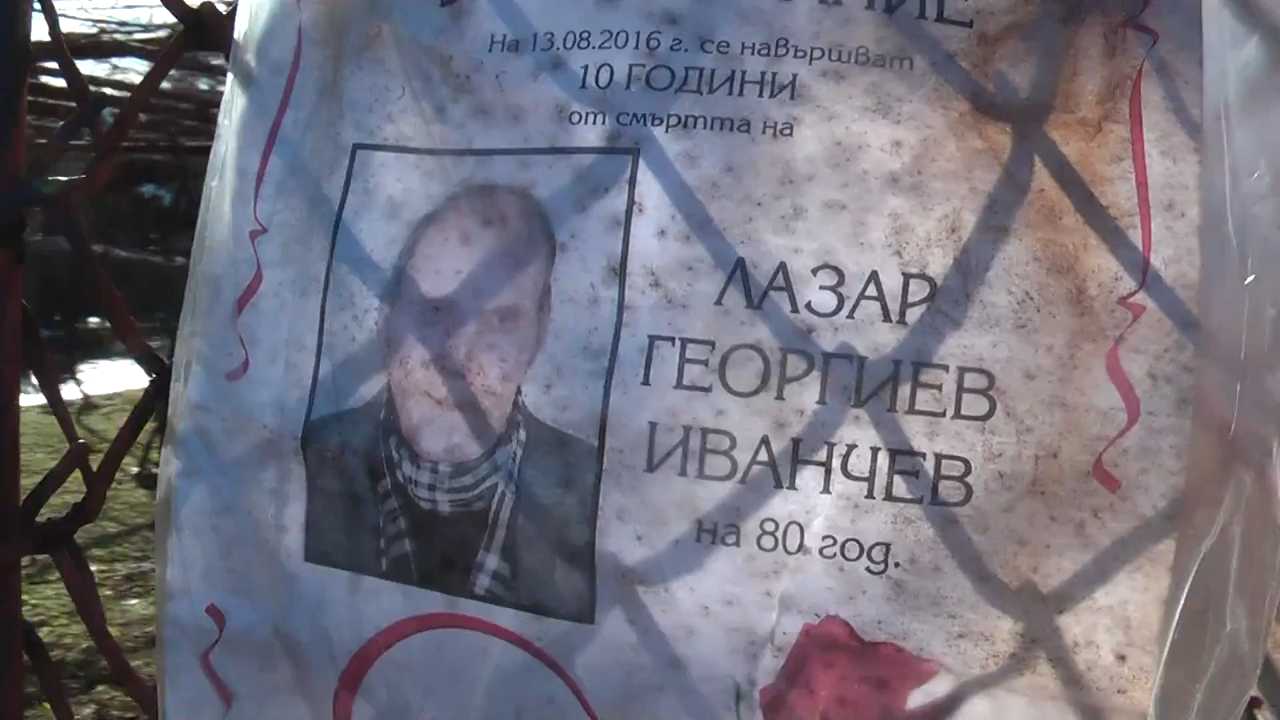 На 13.08.2016 г. се навършват
10 ГОДИНИ
от смъртта на
ЛАЗАР
ГЕОРГИЕВ
ИВАНЧЕВ
на 80 год.